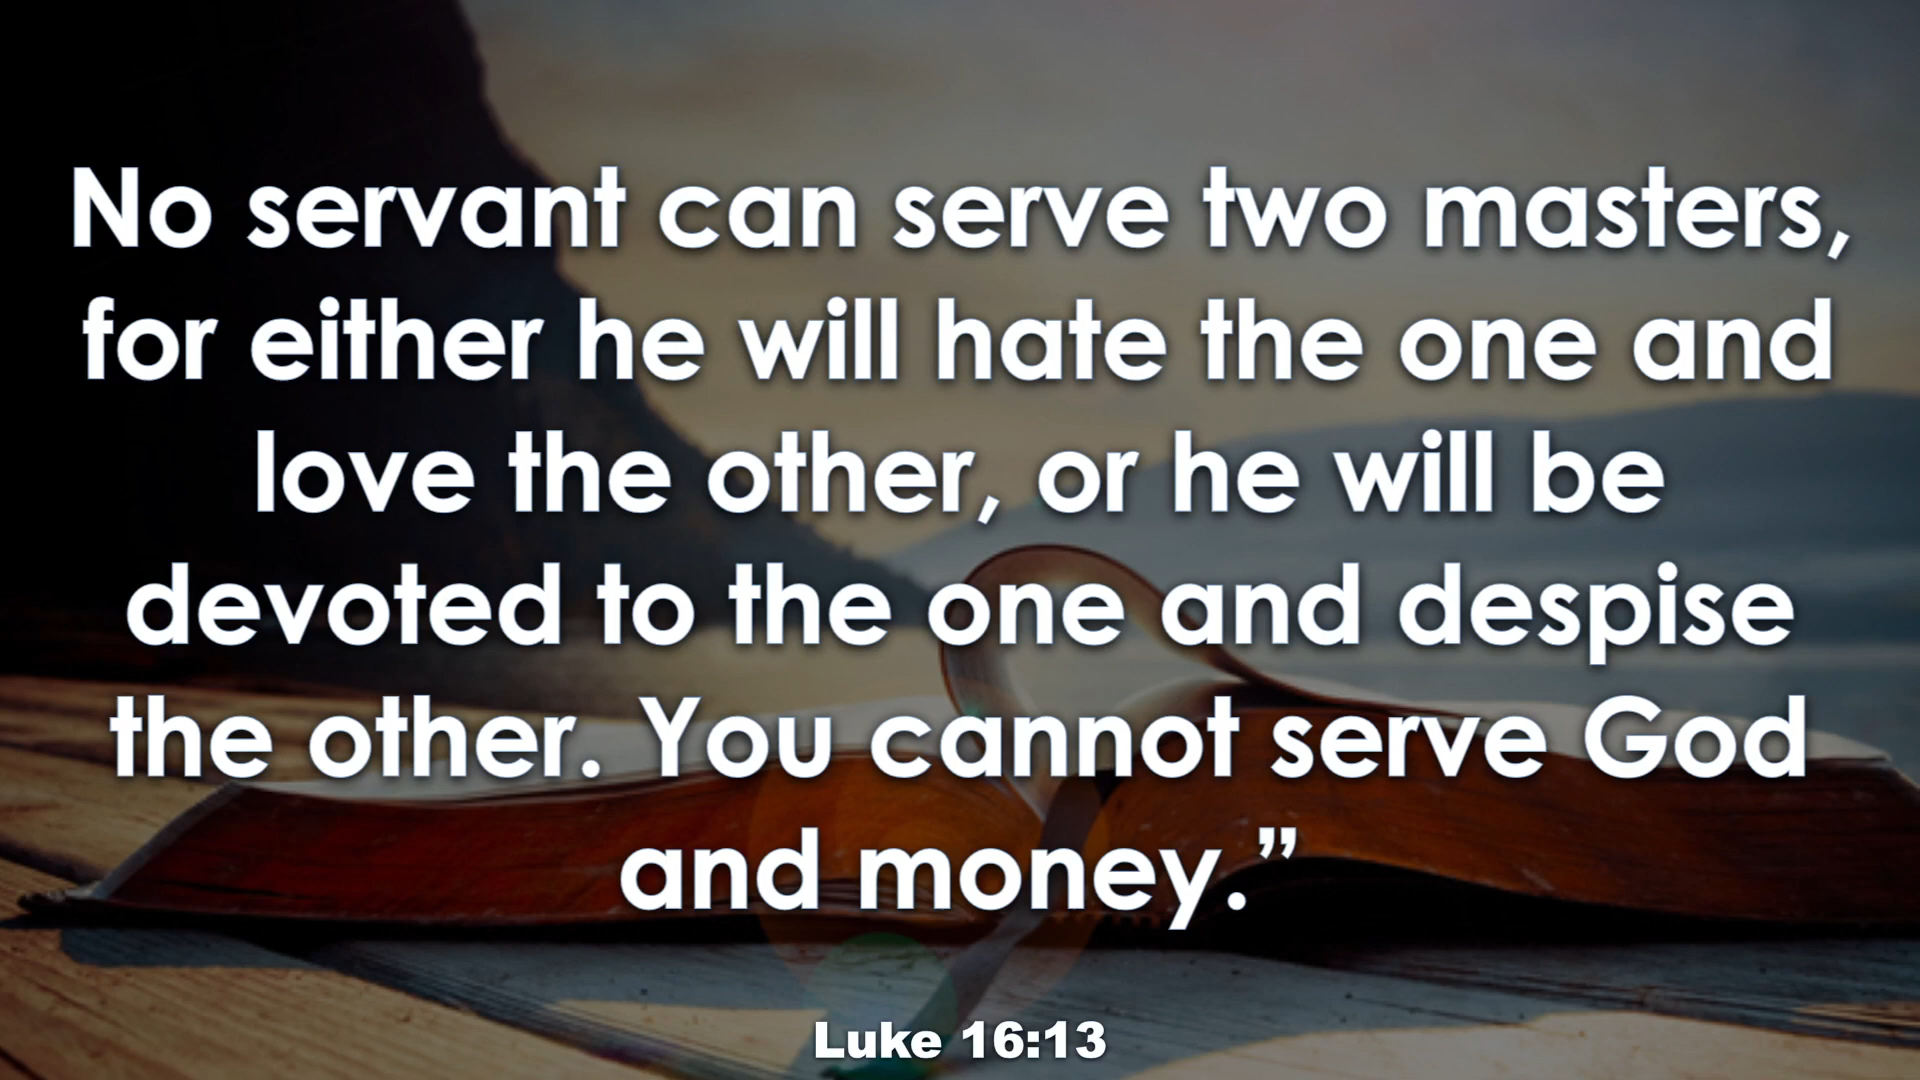 No servant can serve two masters,
for either he will hate the one and
love the other, or he will be
devoted to the one and despise
the other. You cannot serve God
and money.”
Luke 16:13